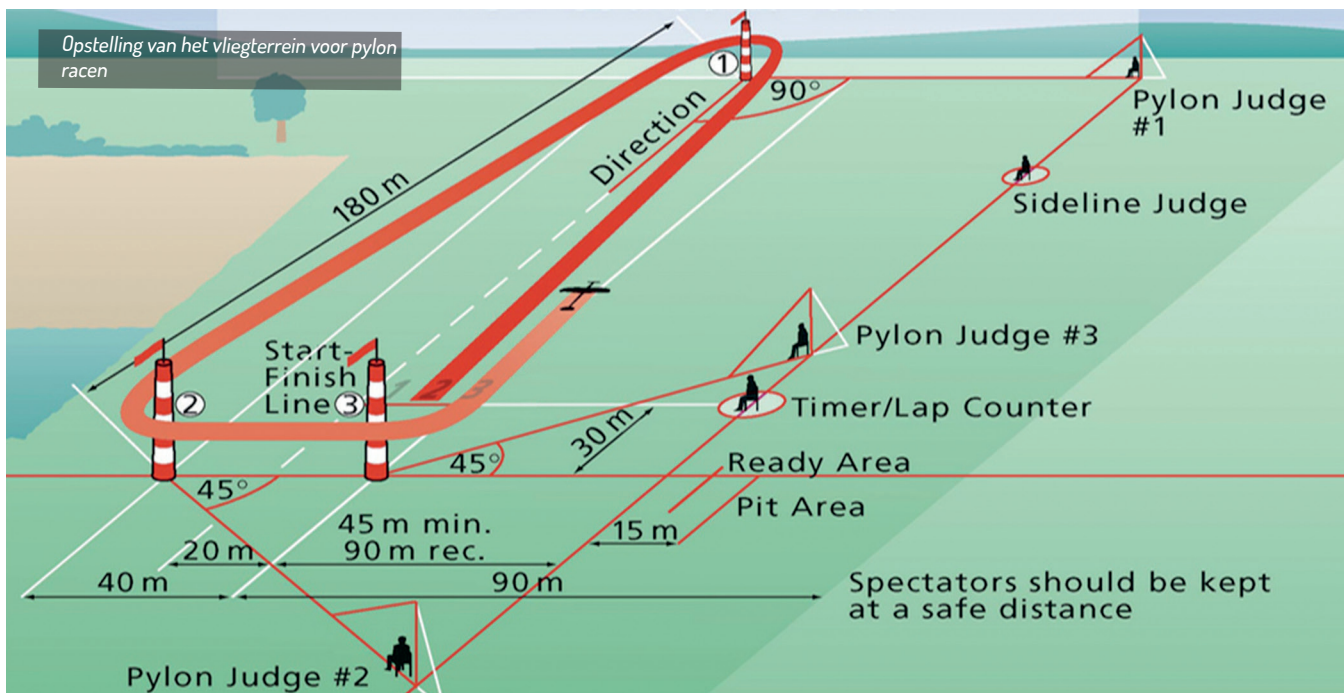 Opstelling van het vliegterrein voor pylon
racen
1
90°
Pylon Judge
#1
Direction
180 m
Sideline Judge
Start-
Finish
Line
1 2 3
2
3
Pylon Judge #3
Timer/Lap Counter
30 m
45°
Ready Area
45°
Pit Area
45 m min.
90 m rec.
15 m
20 m
40 m
90 m
Spectators should be kept
at a safe distance
Pylon Judge #2